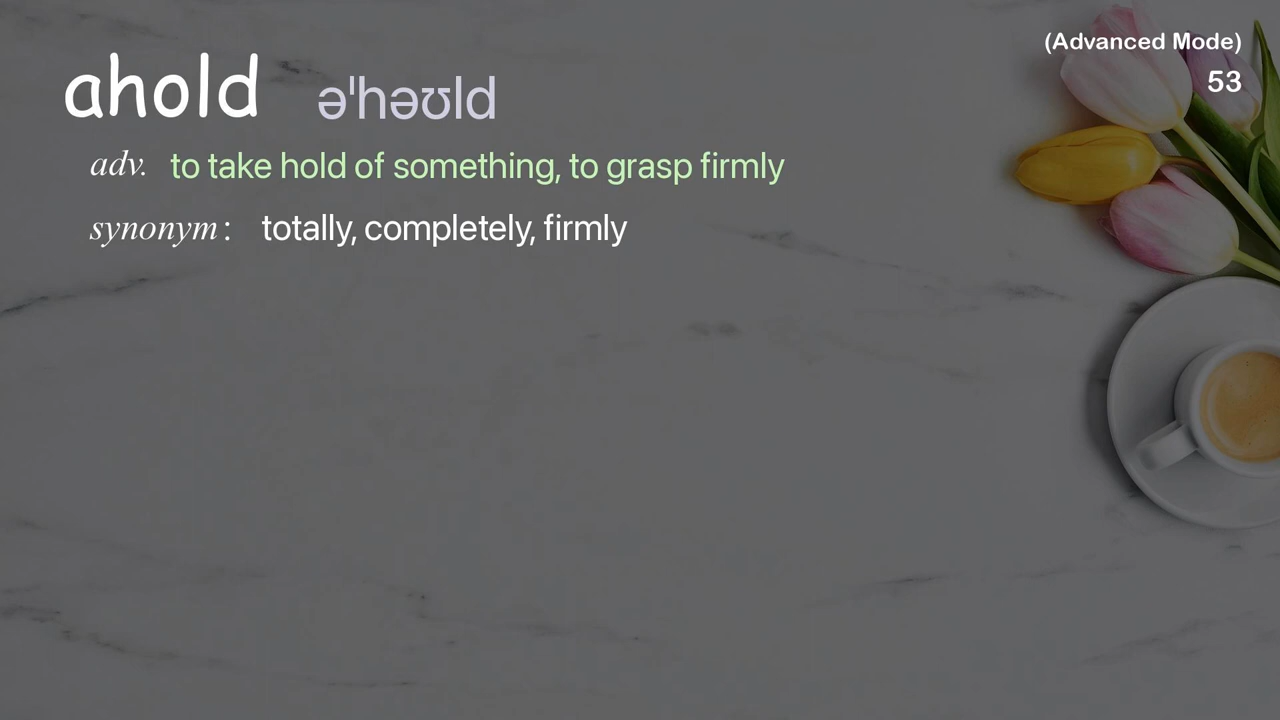 (Advanced Mode)
53
ahold əˈhəʊld
adv. to take hold of something, to grasp firmly
synonym: totally, completely, firmly